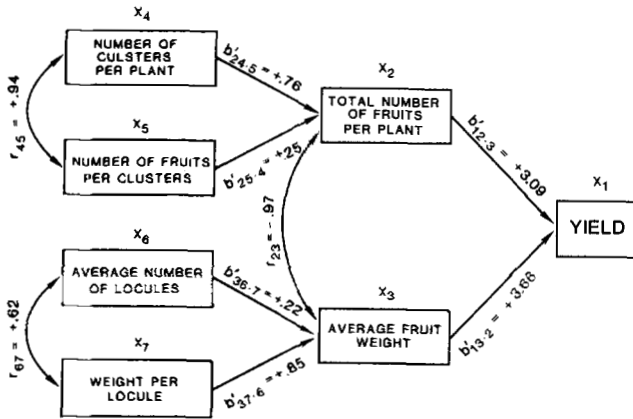 X4
NUMBER OF
CULSTERS
PER PLANT
b'24·5 = +.76
r45 = +.94
X5
NUMBER OF FRUITS
PER CLUSTERS
b'25·4 = +.25
X2
TOTAL NUMBER
OF FRUITS
PER PLANT
b'12·3 = +3.09
r23 = -.97
X1
YIELD
X6
AVERAGE NUMBER
OF LOCULES
b'36·7 = +.22
r67 = +.62
X7
WEIGHT PER
LOCULE
b'37·6 = +.85
X3
AVERAGE FRUIT
WEIGHT
b'13·2 = +3.66